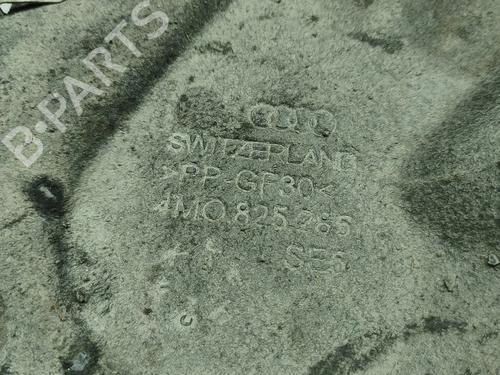 B-PARTS
SWITZERLAND
>PP-GF30<
4M0 825 285
SE5